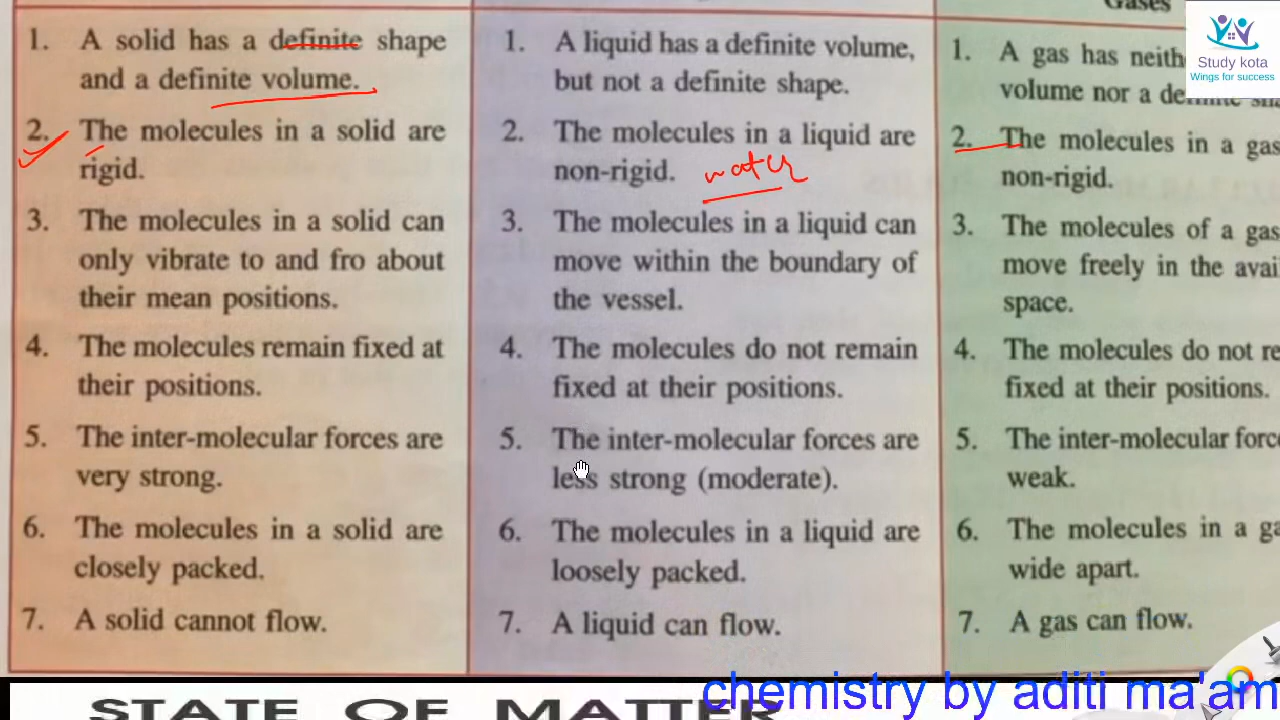 Gases
1. A solid has a definite shape
and a definite volume.
2. The molecules in a solid are
rigid.
3. The molecules in a solid can
only vibrate to and fro about
their mean positions.
4. The molecules remain fixed at
their positions.
5. The inter-molecular forces are
very strong.
6. The molecules in a solid are
closely packed.
7. A solid cannot flow.
1. A liquid has a definite volume,
but not a definite shape.
2. The molecules in a liquid are
non-rigid. water
3. The molecules in a liquid can
move within the boundary of
the vessel.
4. The molecules do not remain
fixed at their positions.
5. The inter-molecular forces are
less strong (moderate).
6. The molecules in a liquid are
loosely packed.
7. A liquid can flow.
1. A gas has neith
volume nor a
2. The molecules in a gas
non-rigid.
3. The molecules of a gas
move freely in the avai
space.
4. The molecules do not re
fixed at their positions.
5. The inter-molecular forc
weak.
6. The molecules in a ga
wide apart.
7. A gas can flow.
Study kota
Wings for success
chemistry by aditi ma'am
STATE OF MATTER